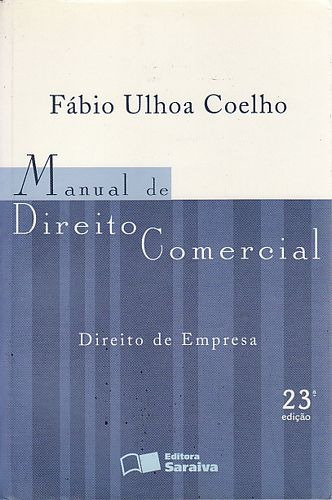 Fábio Ulhoa Coelho
Manual de
Direito Comercial
Direito de Empresa
23ª
edição
Editora
Saraiva